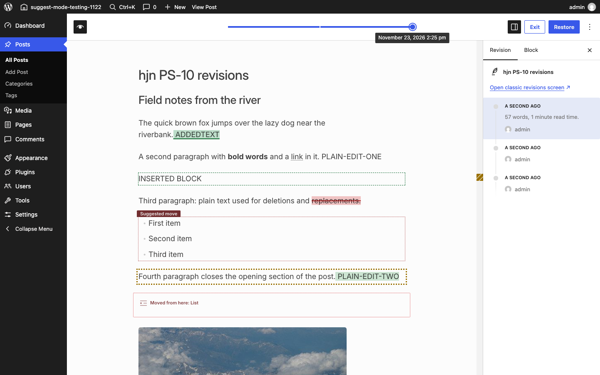 suggest-mode-testing-1122 Ctrl+K 0 New View Post admin
Dashboard
Posts
All Posts
Add Post
Categories
Tags
Media
Pages
Comments
Appearance
Plugins
Users
Tools
Settings
Collapse Menu
November 23, 2026 2:25 pm
Exit Restore
hjn PS-10 revisions
Field notes from the river
The quick brown fox jumps over the lazy dog near the
riverbank. ADDEDTEXT
A second paragraph with bold words and a link in it. PLAIN-EDIT-ONE
INSERTED BLOCK
Third paragraph: plain text used for deletions and replacements.
Suggested move
· First item
· Second item
· Third item
Fourth paragraph closes the opening section of the post. PLAIN-EDIT-TWO
Moved from here: List
Revision Block
hjn PS-10 revisions
Open classic revisions screen ↗
A SECOND AGO
57 words, 1 minute read time.
admin
A SECOND AGO
admin
A SECOND AGO
admin